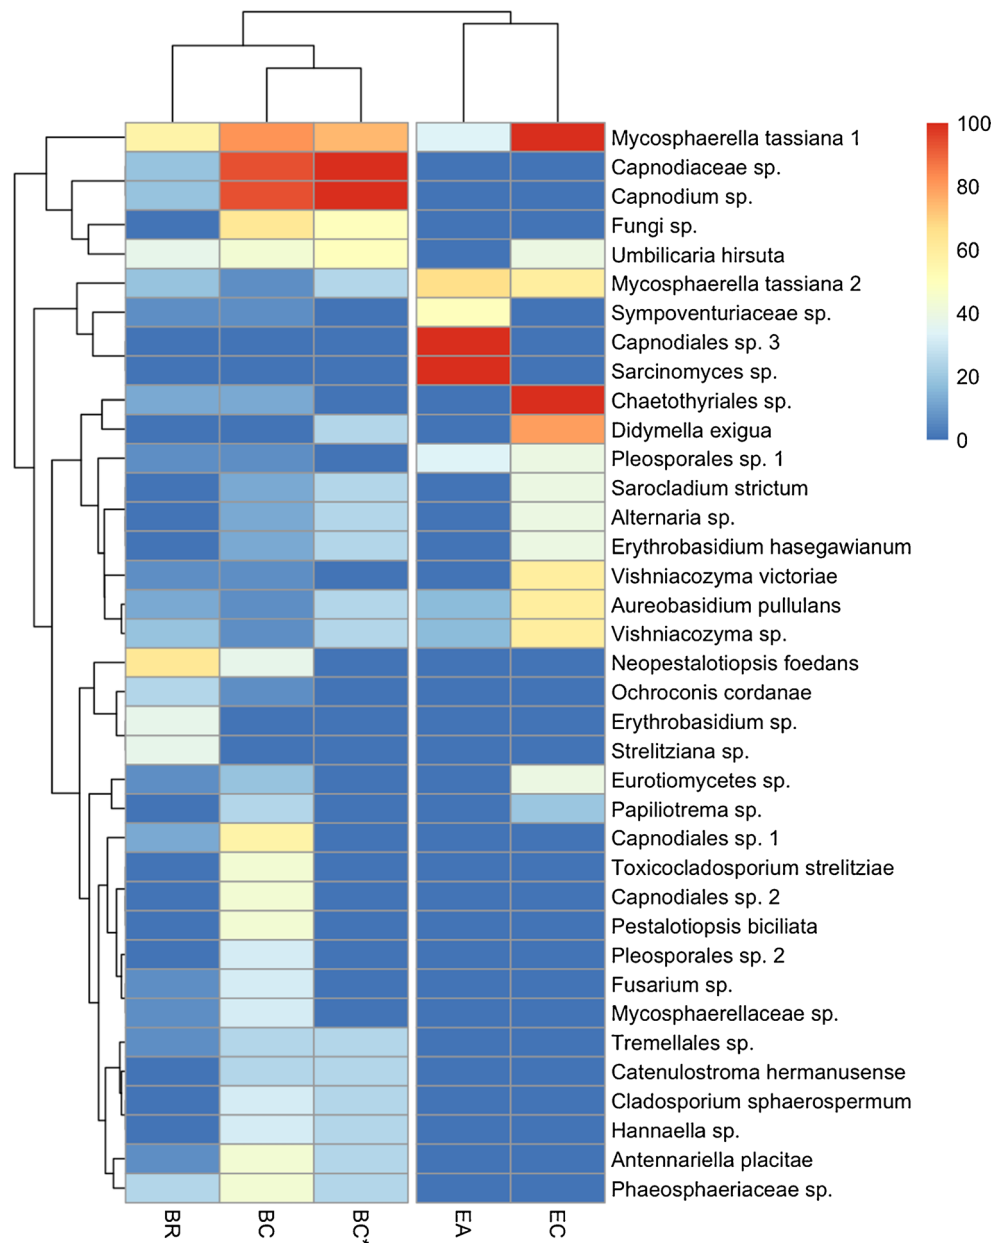 Mycosphaerella tassiana 1
Capnodiaceae sp.
Capnodium sp.
Fungi sp.
Umbilicaria hirsuta
Mycosphaerella tassiana 2
Sympoventuriaceae sp.
Capnodiales sp. 3
Sarcinomyces sp.
Chaetothyriales sp.
Didymella exigua
Pleosporales sp. 1
Sarocladium strictum
Alternaria sp.
Erythrobasidium hasegawianum
Vishniacozyma victoriae
Aureobasidium pullulans
Vishniacozyma sp.
Neopestalotiopsis foedans
Ochroconis cordanae
Erythrobasidium sp.
Strelitziana sp.
Eurotiomycetes sp.
Papiliotrema sp.
Capnodiales sp. 1
Toxicocladosporium strelitziae
Capnodiales sp. 2
Pestalotiopsis biciliata
Pleosporales sp. 2
Fusarium sp.
Mycosphaerellaceae sp.
Tremellales sp.
Catenulostroma hermanusense
Cladosporium sphaerospermum
Hannaella sp.
Antennariella placitae
Phaeosphaeriaceae sp.
BR
BC
BC*
EA
EC
100
80
60
40
20
0